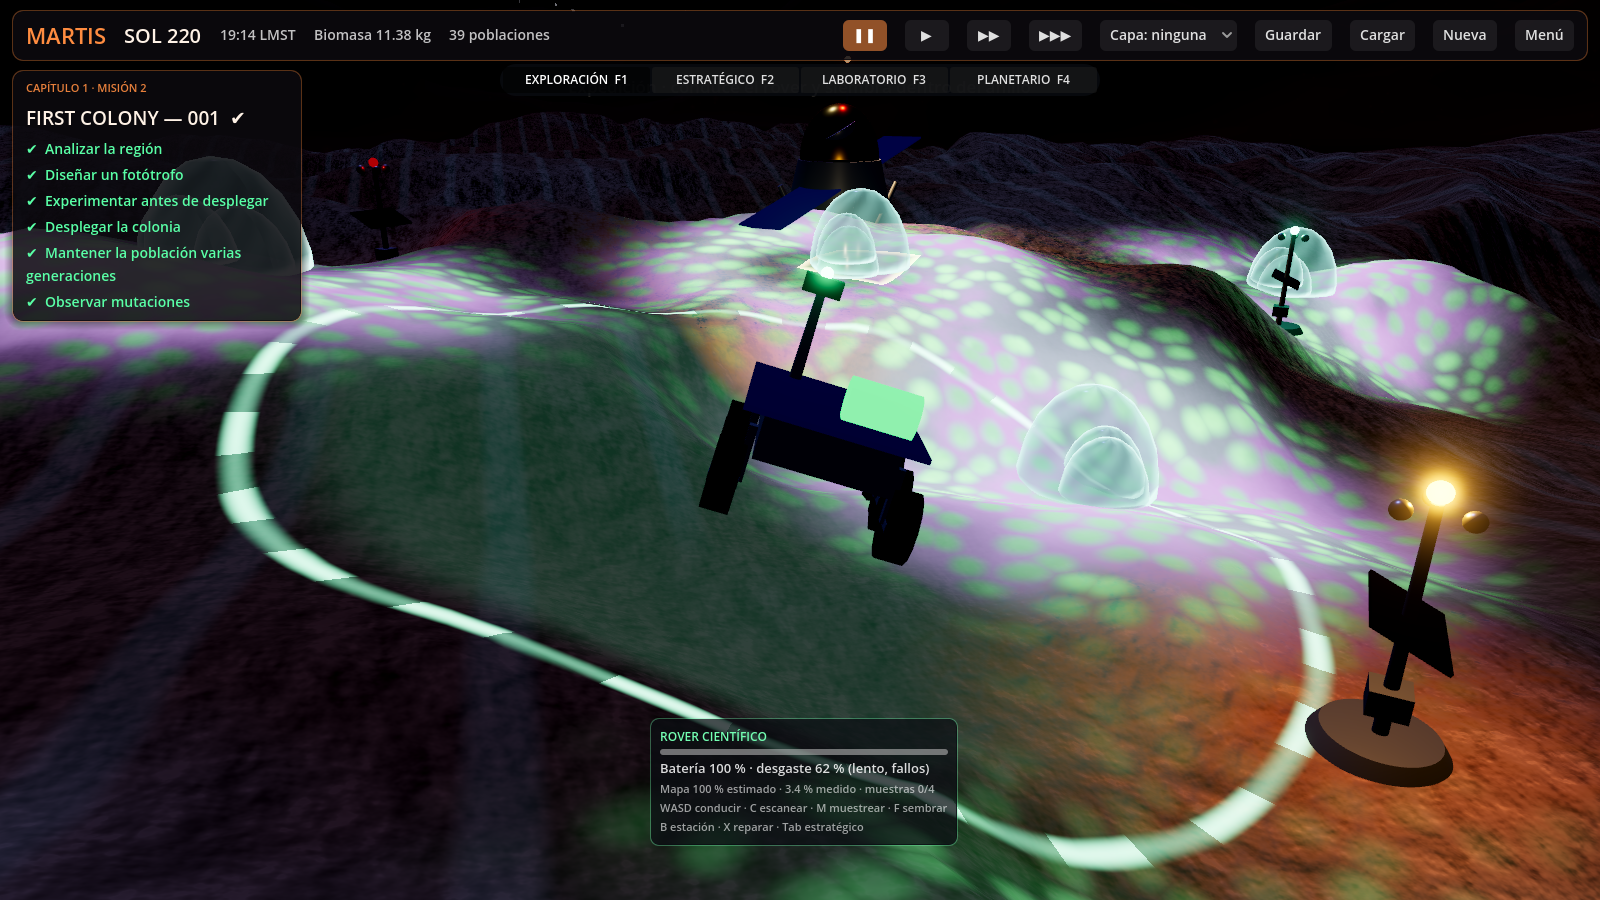 MARTIS SOL 220 19:14 LMST Biomasa 11.38 kg 39 poblaciones Capa: ninguna Guardar Cargar Nueva Menú
EXPLORACIÓN F1 ESTRATÉGICO F2 LABORATORIO F3 PLANETARIO F4
CAPÍTULO 1 · MISIÓN 2
FIRST COLONY — 001 ✔
✔ Analizar la región
✔ Diseñar un fotótrofo
✔ Experimentar antes de desplegar
✔ Desplegar la colonia
✔ Mantener la población varias
generaciones
✔ Observar mutaciones
ROVER CIENTÍFICO
Batería 100 % · desgaste 62 % (lento, fallos)
Mapa 100 % estimado · 3.4 % medido · muestras 0/4
WASD conducir · C escanear · M muestrear · F sembrar
B estación · X reparar · Tab estratégico